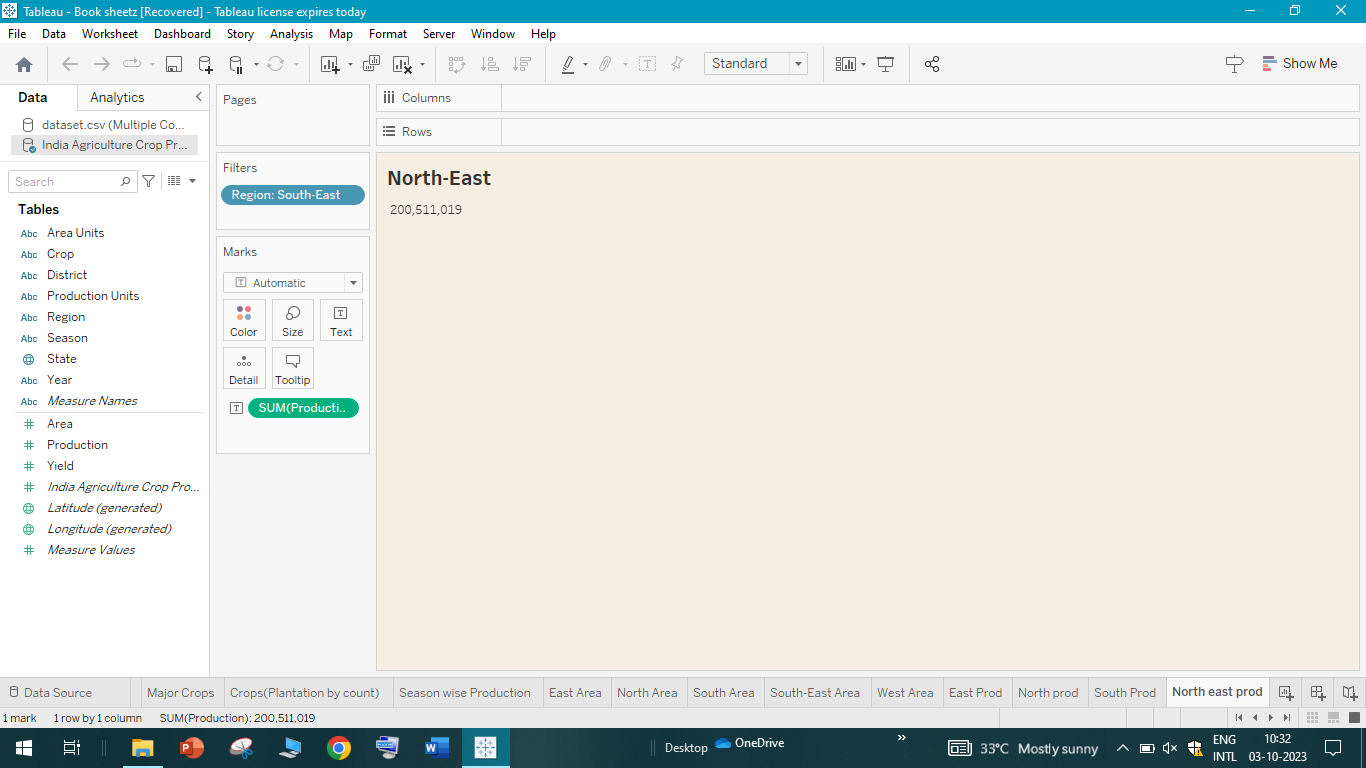 Tableau - Book sheetz [Recovered] - Tableau license expires today
File Data Worksheet Dashboard Story Analysis Map Format Server Window Help
Standard
Show Me
Data Analytics
dataset.csv (Multiple Co...
India Agriculture Crop Pr...
Search
Tables
Abc Area Units
Abc Crop
Abc District
Abc Production Units
Abc Region
Abc Season
State
Abc Year
Abc Measure Names
Area
Production
Yield
India Agriculture Crop Pro...
Latitude (generated)
Longitude (generated)
Measure Values
Pages
Filters
Region: South-East
Marks
Automatic
Color Size Text
Detail Tooltip
SUM(Producti..
Columns
Rows
North-East
200,511,019
Data Source Major Crops Crops(Plantation by count) Season wise Production East Area North Area South Area South-East Area West Area East Prod North prod South Prod North east prod
1 mark 1 row by 1 column SUM(Production): 200,511,019
Desktop OneDrive
33°C Mostly sunny
ENG
INTL
10:32
03-10-2023